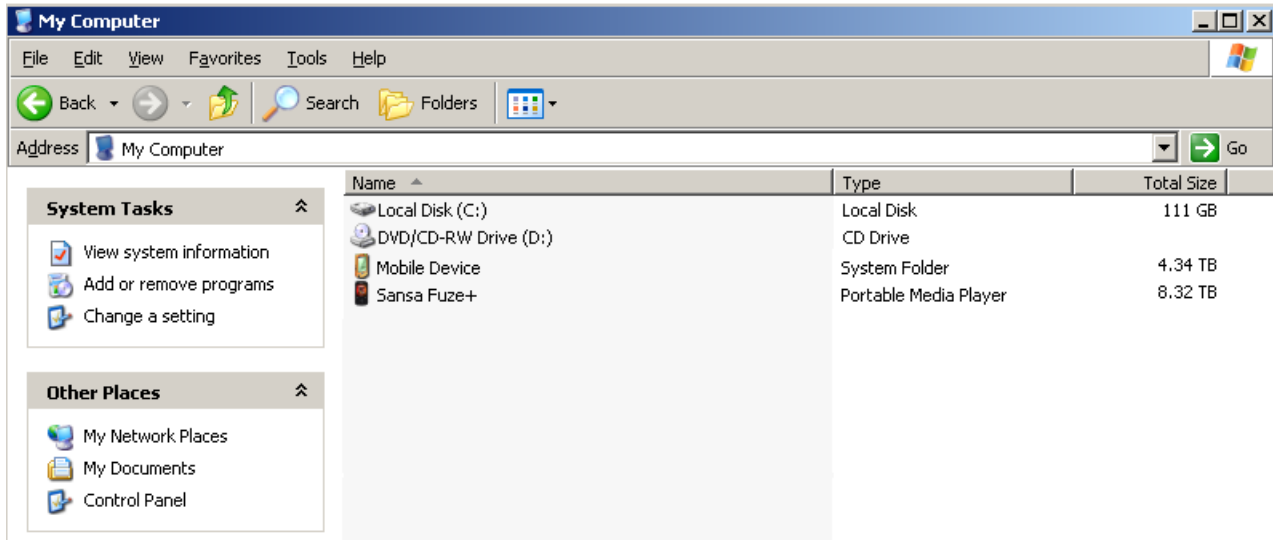 My Computer
File Edit View Favorites Tools Help
Back Search Folders
Address My Computer Go
System Tasks
View system information
Add or remove programs
Change a setting
Other Places
My Network Places
My Documents
Control Panel
Name Type Total Size
Local Disk (C:) Local Disk 111 GB
DVD/CD-RW Drive (D:) CD Drive
Mobile Device System Folder 4.34 TB
Sansa Fuze+ Portable Media Player 8.32 TB